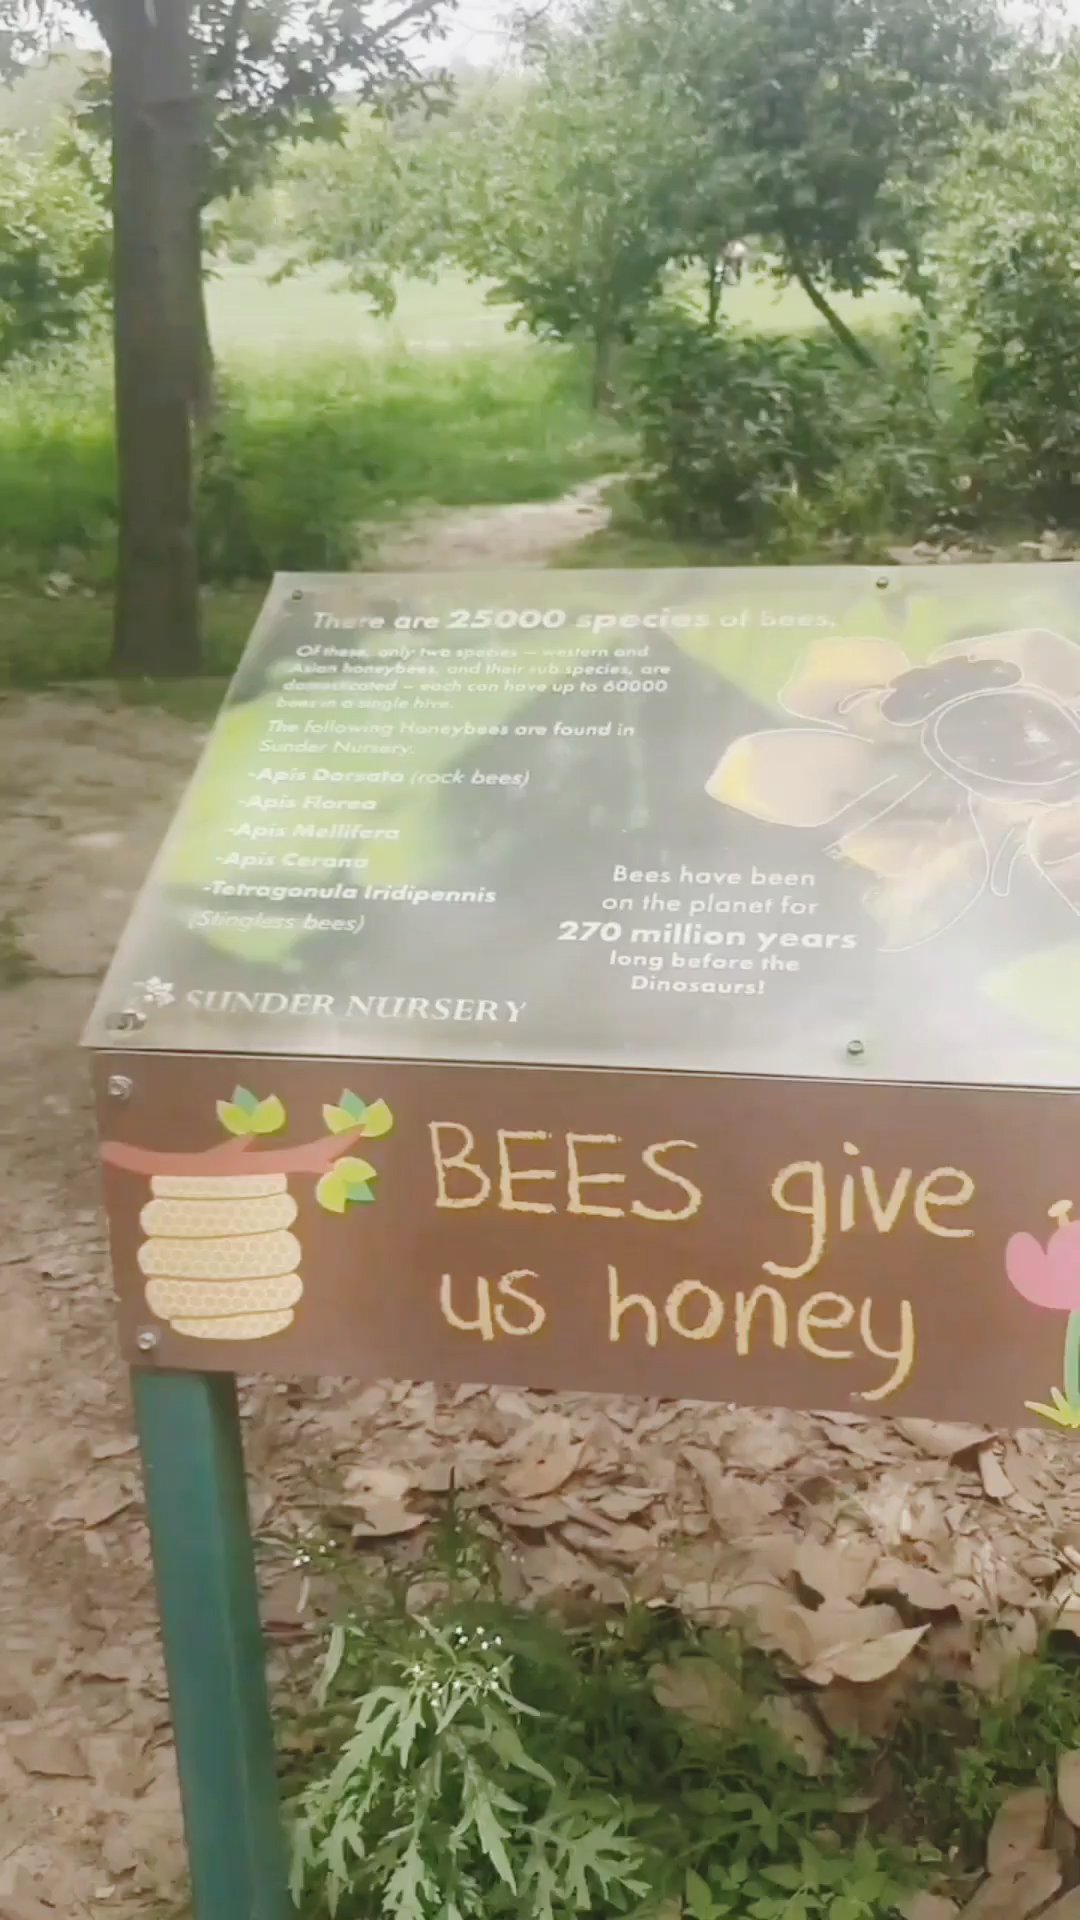 There are 25000 species of bees.
Of these, only two species – western and
Asian honeybees, and their sub species, are
domesticated – each can have up to 60000
bees in a single hive.
The following Honeybees are found in
Sunder Nursery.
-Apis Dorsata (rock bees)
-Apis Florea
-Apis Mellifera
-Apis Cerana
-Tetragonula Iridipennis
(Stingless bees)
Bees have been
on the planet for
270 million years
long before the
Dinosaurs!
SUNDER NURSERY
BEES give
us honey